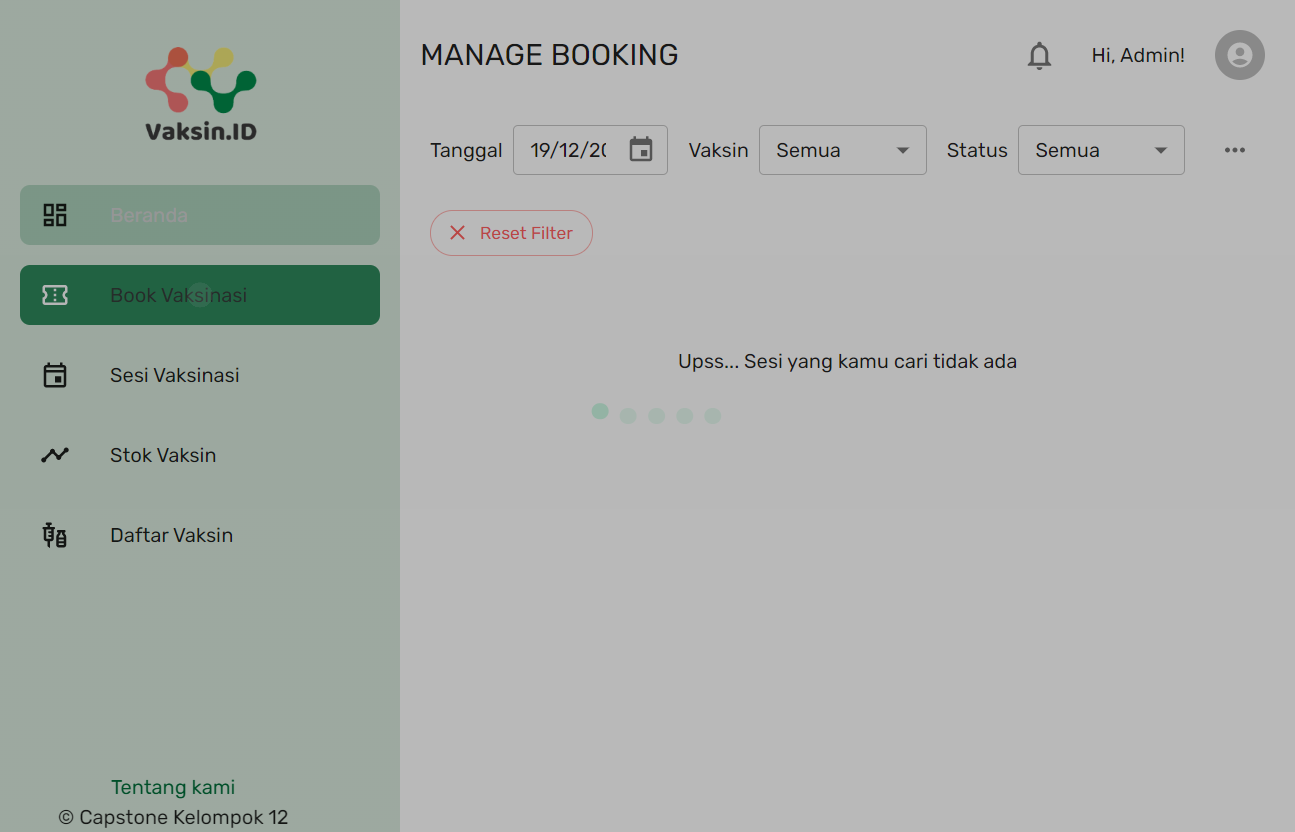 Vaksin.ID
Beranda
Book Vaksinasi
Sesi Vaksinasi
Stok Vaksin
Daftar Vaksin
Tentang kami
© Capstone Kelompok 12
MANAGE BOOKING
Hi, Admin!
Tanggal 19/12/20 Vaksin Semua Status Semua
Reset Filter
Upss... Sesi yang kamu cari tidak ada